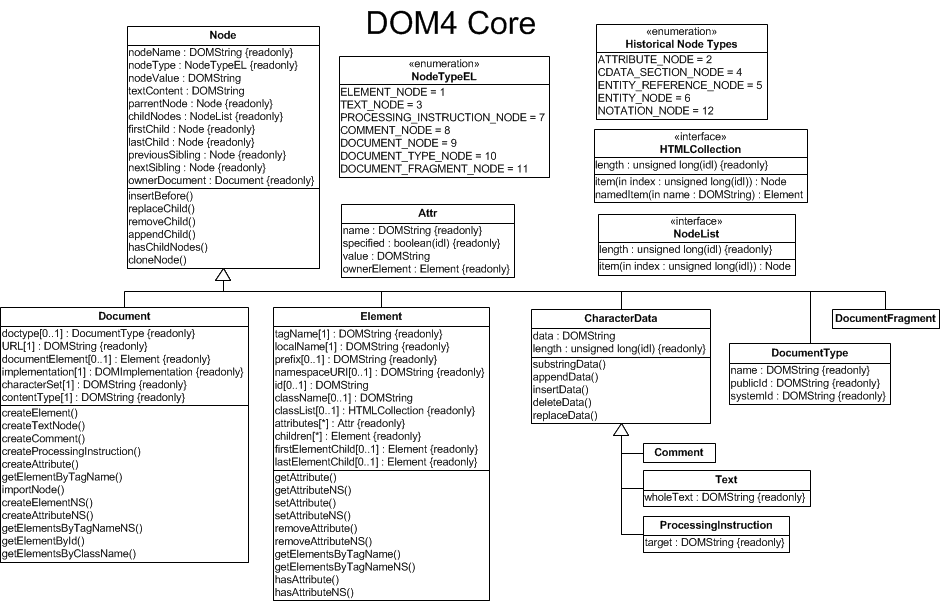 DOM4 Core
Node
nodeName : DOMString {readonly}
nodeType : NodeTypeEL {readonly}
nodeValue : DOMString
textContent : DOMString
parentNode : Node {readonly}
childNodes : NodeList {readonly}
firstChild : Node {readonly}
lastChild : Node {readonly}
previousSibling : Node {readonly}
nextSibling : Node {readonly}
ownerDocument : Document {readonly}
insertBefore()
replaceChild()
removeChild()
appendChild()
hasChildNodes()
cloneNode()
«enumeration»
NodeTypeEL
ELEMENT_NODE = 1
TEXT_NODE = 3
PROCESSING_INSTRUCTION_NODE = 7
COMMENT_NODE = 8
DOCUMENT_NODE = 9
DOCUMENT_TYPE_NODE = 10
DOCUMENT_FRAGMENT_NODE = 11
«enumeration»
Historical Node Types
ATTRIBUTE_NODE = 2
CDATA_SECTION_NODE = 4
ENTITY_REFERENCE_NODE = 5
ENTITY_NODE = 6
NOTATION_NODE = 12
«interface»
HTMLCollection
length : unsigned long(idl) {readonly}
item(in index : unsigned long(idl)) : Node
namedItem(in name : DOMString) : Element
Attr
name : DOMString {readonly}
specified : boolean(idl) {readonly}
value : DOMString
ownerElement : Element {readonly}
«interface»
NodeList
length : unsigned long(idl) {readonly}
item(in index : unsigned long(idl)) : Node
Document
doctype[0..1] : DocumentType {readonly}
URL[1] : DOMString {readonly}
documentElement[0..1] : Element {readonly}
implementation[1] : DOMImplementation {readonly}
characterSet[1] : DOMString {readonly}
contentType[1] : DOMString {readonly}
createElement()
createTextNode()
createComment()
createProcessingInstruction()
createAttribute()
getElementByTagName()
importNode()
createElementNS()
createAttributeNS()
getElementsByTagNameNS()
getElementById()
getElementsByClassName()
Element
tagName[1] : DOMString {readonly}
localName[1] : DOMString {readonly}
prefix[0..1] : DOMString {readonly}
namespaceURI[0..1] : DOMString {readonly}
id[0..1] : DOMString
className[0..1] : DOMString
classList[0..1] : HTMLCollection {readonly}
attributes[*] : Attr {readonly}
children[*] : Element {readonly}
firstElementChild[0..1] : Element {readonly}
lastElementChild[0..1] : Element {readonly}
getAttribute()
getAttributeNS()
setAttribute()
setAttributeNS()
removeAttribute()
removeAttributeNS()
getElementsByTagName()
getElementsByTagNameNS()
hasAttribute()
hasAttributeNS()
CharacterData
data : DOMString
length : unsigned long(idl) {readonly}
substringData()
appendData()
insertData()
deleteData()
replaceData()
DocumentFragment
DocumentType
name : DOMString {readonly}
publicId : DOMString {readonly}
systemId : DOMString {readonly}
Comment
Text
wholeText : DOMString {readonly}
ProcessingInstruction
target : DOMString {readonly}